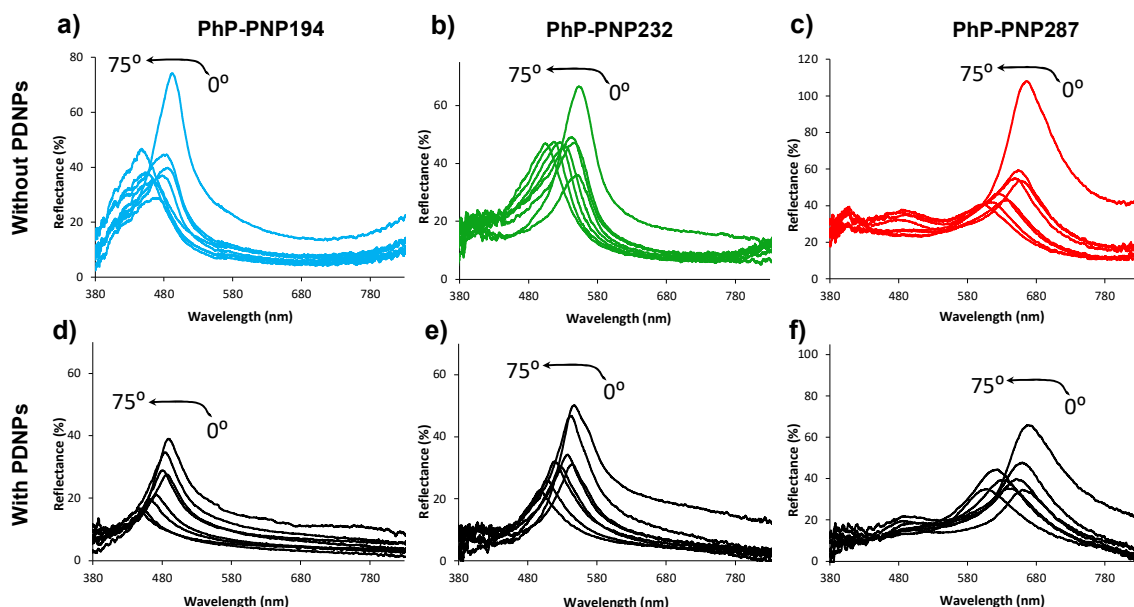 a) PhP-PNP194
b) PhP-PNP232
c) PhP-PNP287
Without PDNPs
Reflectance (%)
80
60
40
20
0
75º 0º
380 480 580 680 780
Wavelength (nm)
Reflectance (%)
60
40
20
0
75º 0º
380 480 580 680 780
Wavelength (nm)
Reflectance (%)
120
100
80
60
40
20
0
75º 0º
380 480 580 680 780
Wavelength (nm)
d)
e)
f)
With PDNPs
Reflectance (%)
60
40
20
0
75º 0º
380 480 580 680 780
Wavelength (nm)
Reflectance (%)
60
40
20
0
75º 0º
380 480 580 680 780
Wavelength (nm)
Reflectance (%)
100
80
60
40
20
0
75º 0º
380 480 580 680 780
Wavelength (nm)